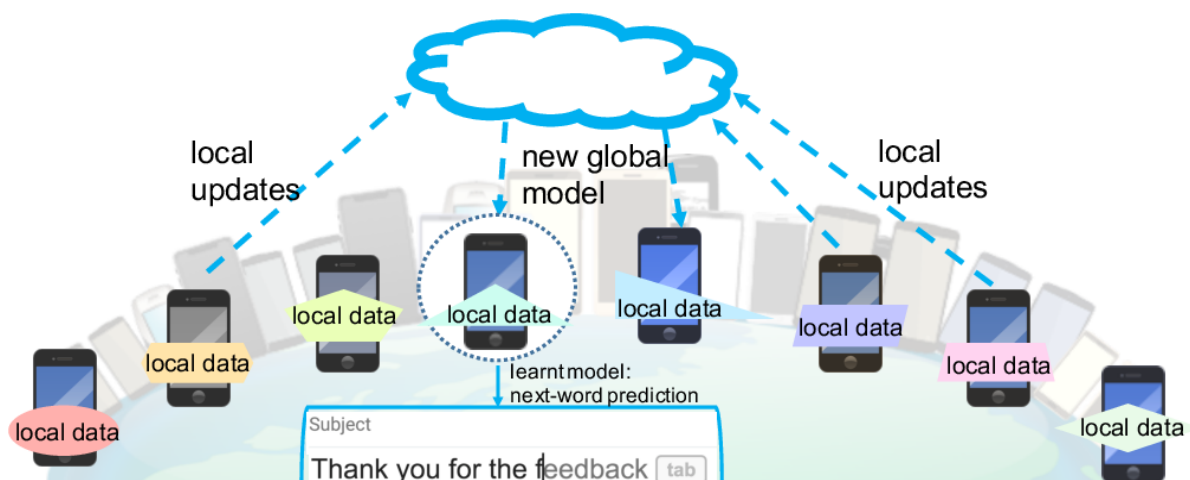 local
updates
new global
model
local
updates
local data
local data
local data
local data
local data
local data
local data
local data
learnt model:
next-word prediction
Subject
Thank you for the feedback tab